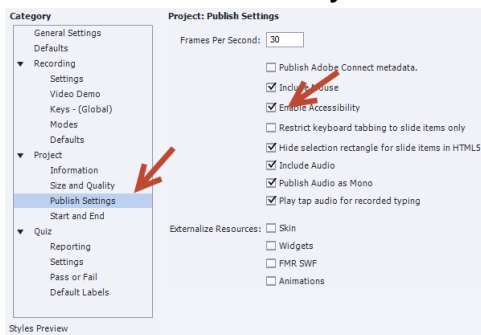 Category
General Settings
Defaults
Recording
Settings
Video Demo
Keys - (Global)
Modes
Defaults
Project
Information
Size and Quality
Publish Settings
Start and End
Quiz
Reporting
Settings
Pass or Fail
Default Labels
Styles Preview
Project: Publish Settings
Frames Per Second: 30
Publish Adobe Connect metadata.
Include Mouse
Enable Accessibility
Restrict keyboard tabbing to slide items only
Hide selection rectangle for slide items in HTML5
Include Audio
Publish Audio as Mono
Play tap audio for recorded typing
Externalize Resources: Skin
Widgets
FMR SWF
Animations